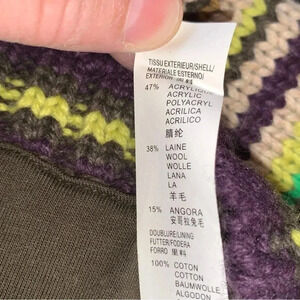 TISSU EXTERIEUR/SHELL/
MATERIALE ESTERNO/
EXTERIOR
47% ACRYLIQUE
ACRYLIC
POLYACRYL
ACRILICA
ACRILICO
腈纶
38% LAINE
WOOL
WOLLE
LANA
LA
羊毛
15% ANGORA
安哥拉兔毛
DOUBLURE/LINING
FUTTER/FODERA
FORRO 里料
100% COTON
COTTON
BAUMWOLLE
ALGODON